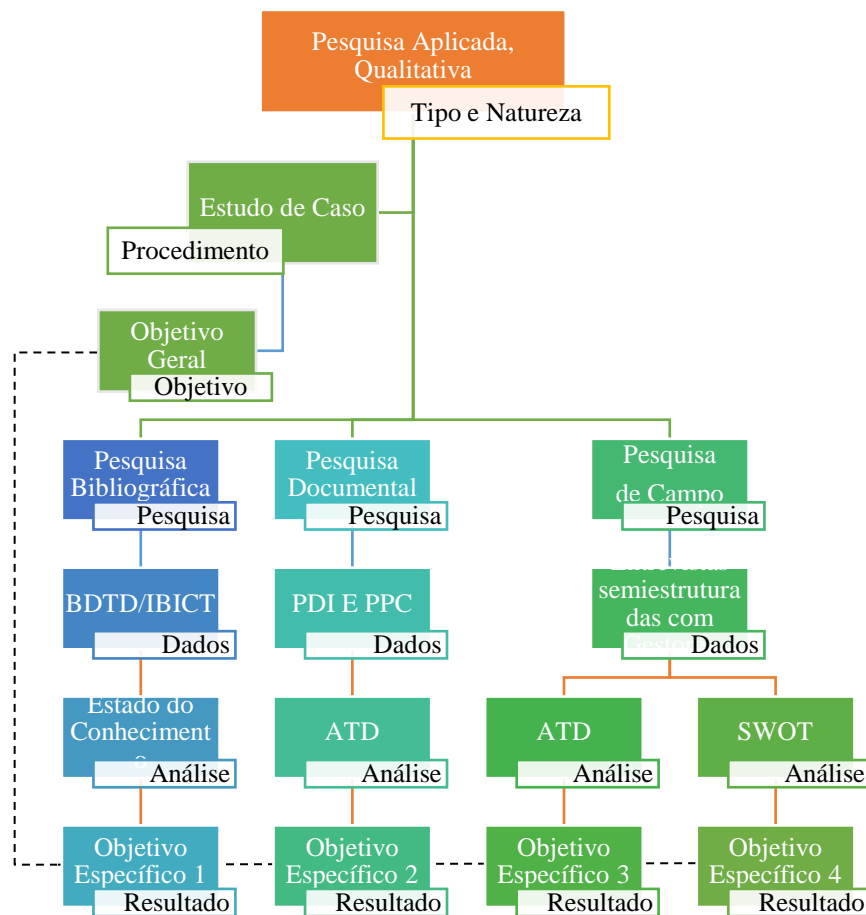 Pesquisa Aplicada,
Qualitativa
Tipo e Natureza
Estudo de Caso
Procedimento
Objetivo
Geral
Objetivo
Pesquisa
Bibliográfica
Pesquisa
Pesquisa
Documental
Pesquisa
Pesquisa
de Campo
Pesquisa
BDTD/IBICT
Dados
PDI E PPC
Dados
semiestrutura
das com
Dados
Estado do
Conheciment
Análise
ATD
Análise
ATD
Análise
SWOT
Análise
Objetivo
Específico 1
Resultado
Objetivo
Específico 2
Resultado
Objetivo
Específico 3
Resultado
Objetivo
Específico 4
Resultado